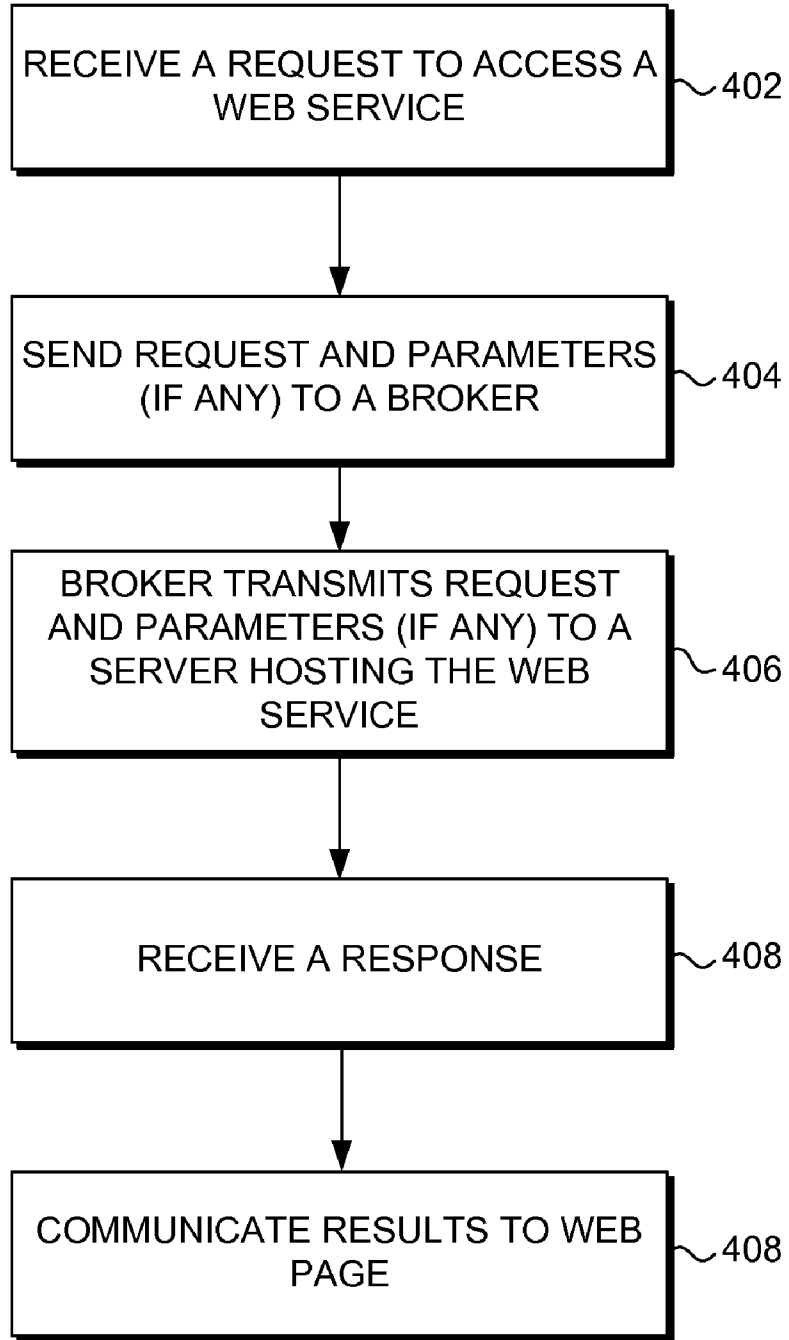 RECEIVE A REQUEST TO ACCESS A
WEB SERVICE
402
SEND REQUEST AND PARAMETERS
(IF ANY) TO A BROKER
404
BROKER TRANSMITS REQUEST
AND PARAMETERS (IF ANY) TO A
SERVER HOSTING THE WEB
SERVICE
406
RECEIVE A RESPONSE
408
COMMUNICATE RESULTS TO WEB
PAGE
408